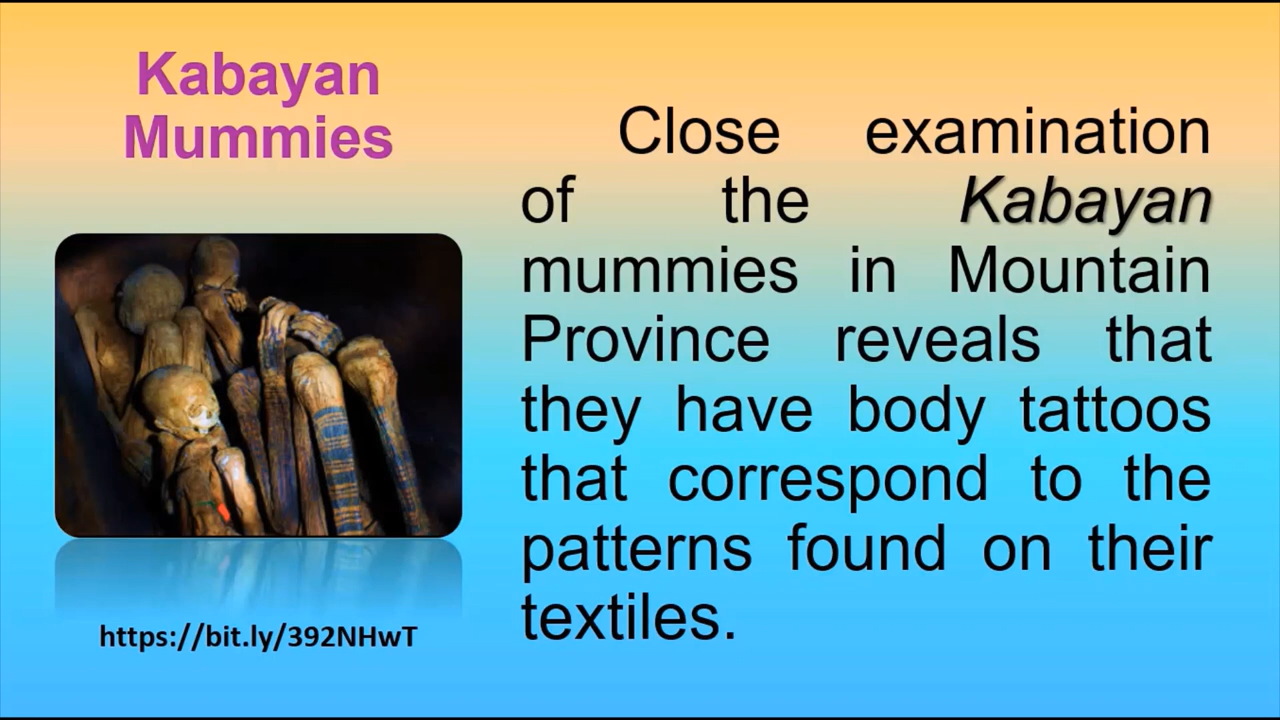 Kabayan
Mummies
Close examination
of the Kabayan
mummies in Mountain
Province reveals that
they have body tattoos
that correspond to the
patterns found on their
textiles.
https://bit.ly/392NHwT